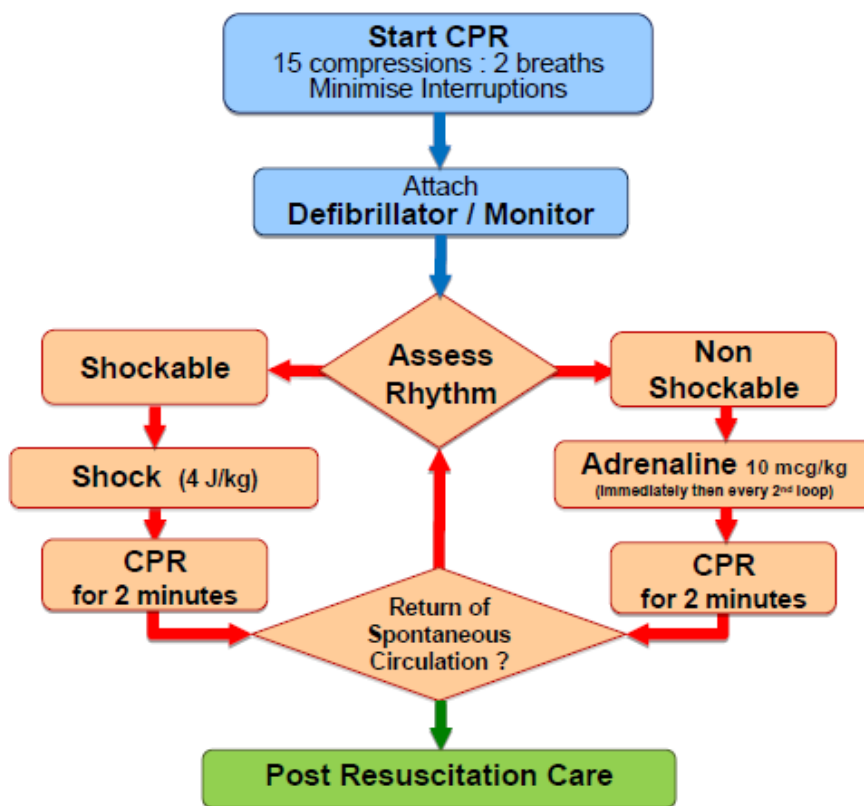 Start CPR
15 compressions : 2 breaths
Minimise Interruptions
Attach
Defibrillator / Monitor
Assess
Rhythm
Shockable
Non
Shockable
Shock (4 J/kg)
Adrenaline 10 mcg/kg
(immediately then every 2nd loop)
CPR
for 2 minutes
CPR
for 2 minutes
Return of
Spontaneous
Circulation ?
Post Resuscitation Care